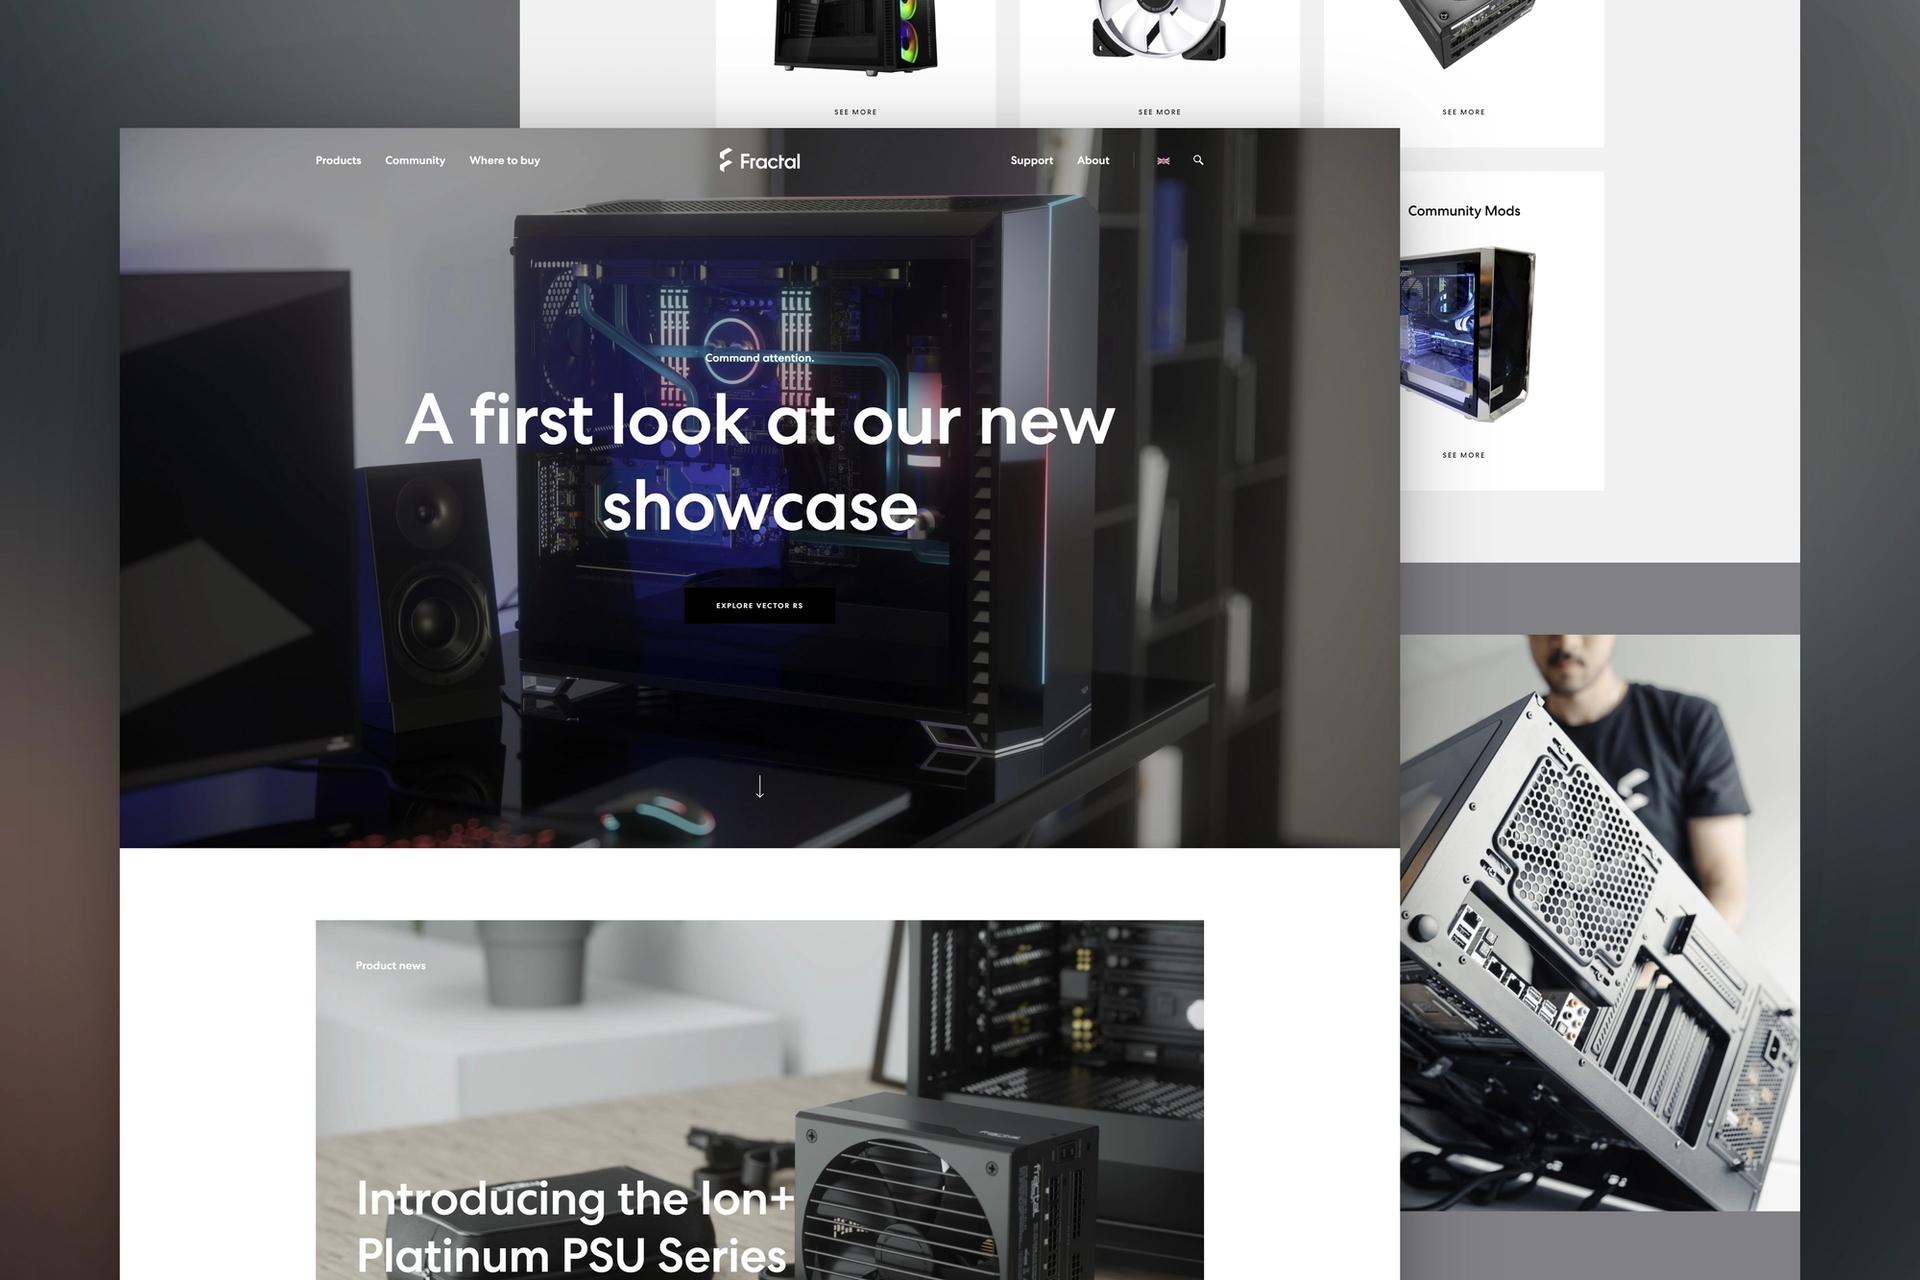 SEE MORE
SEE MORE
SEE MORE
Products
Community
Where to buy
Fractal
Support
About
Community Mods
Command attention.
A first look at our new
showcase
SEE MORE
EXPLORE VECTOR RS
Product news
Introducing the Ion+
Platinum PSU Series